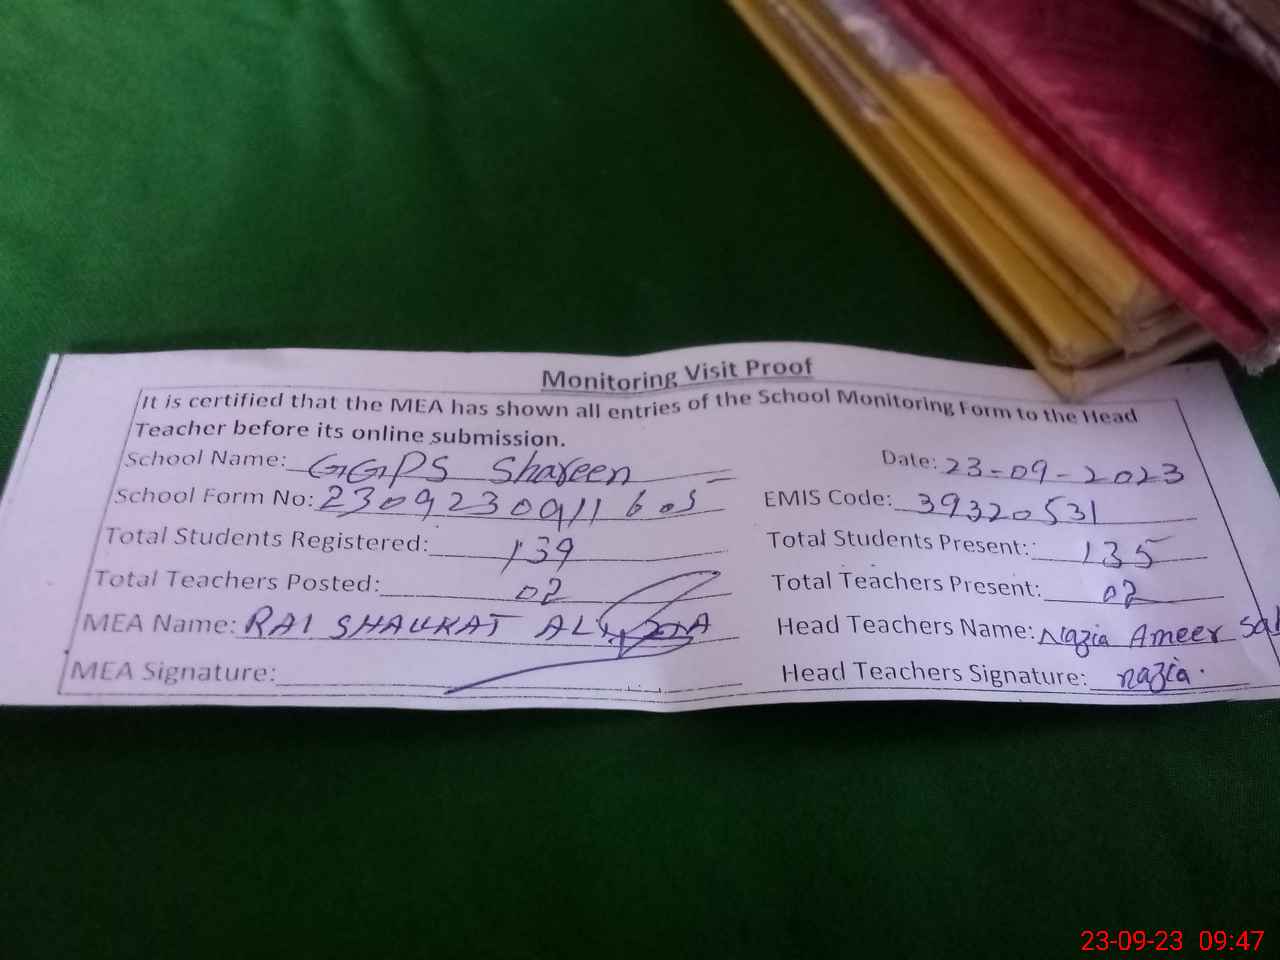 Monitoring Visit Proof
It is certified that the MEA has shown all entries of the School Monitoring Form to the Head
Teacher before its online submission.
School Name: GGPS Shareen Date: 23-09-2023
School Form No: 23092309116 EMIS Code: 39320531
Total Students Registered: 139 Total Students Present: 135
Total Teachers Posted: 02 Total Teachers Present: 02
MEA Name: RAI SHAUKAT ALI Head Teachers Name: Nazia Ameer
MEA Signature: Head Teachers Signature: nazia.
23-09-23 09:47